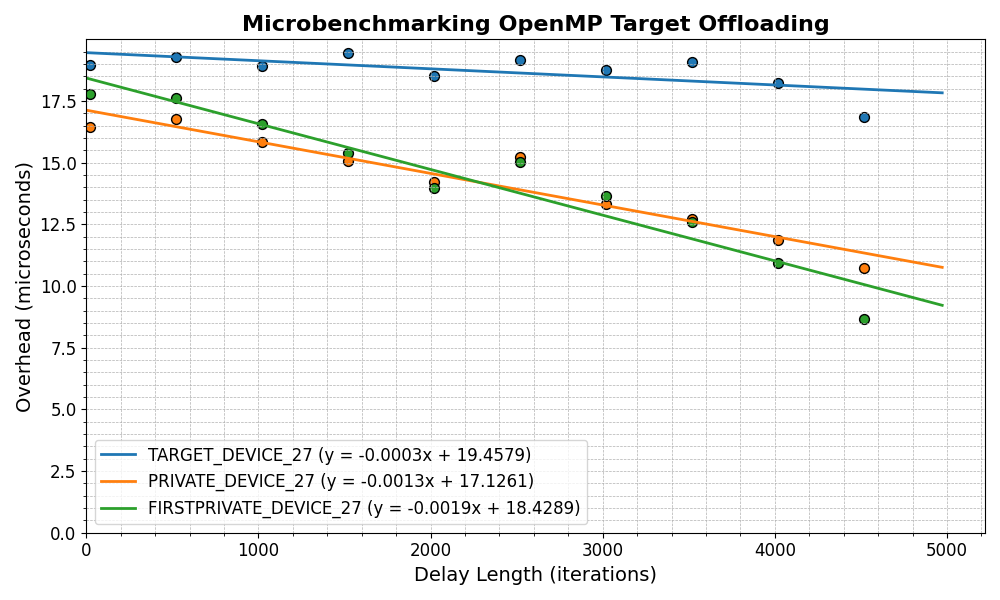 Microbenchmarking OpenMP Target Offloading
Overhead (microseconds)
17.5
15.0
12.5
10.0
7.5
5.0
2.5
0.0
TARGET_DEVICE_27 (y = -0.0003x + 19.4579)
PRIVATE_DEVICE_27 (y = -0.0013x + 17.1261)
FIRSTPRIVATE_DEVICE_27 (y = -0.0019x + 18.4289)
0 1000 2000 3000 4000 5000
Delay Length (iterations)